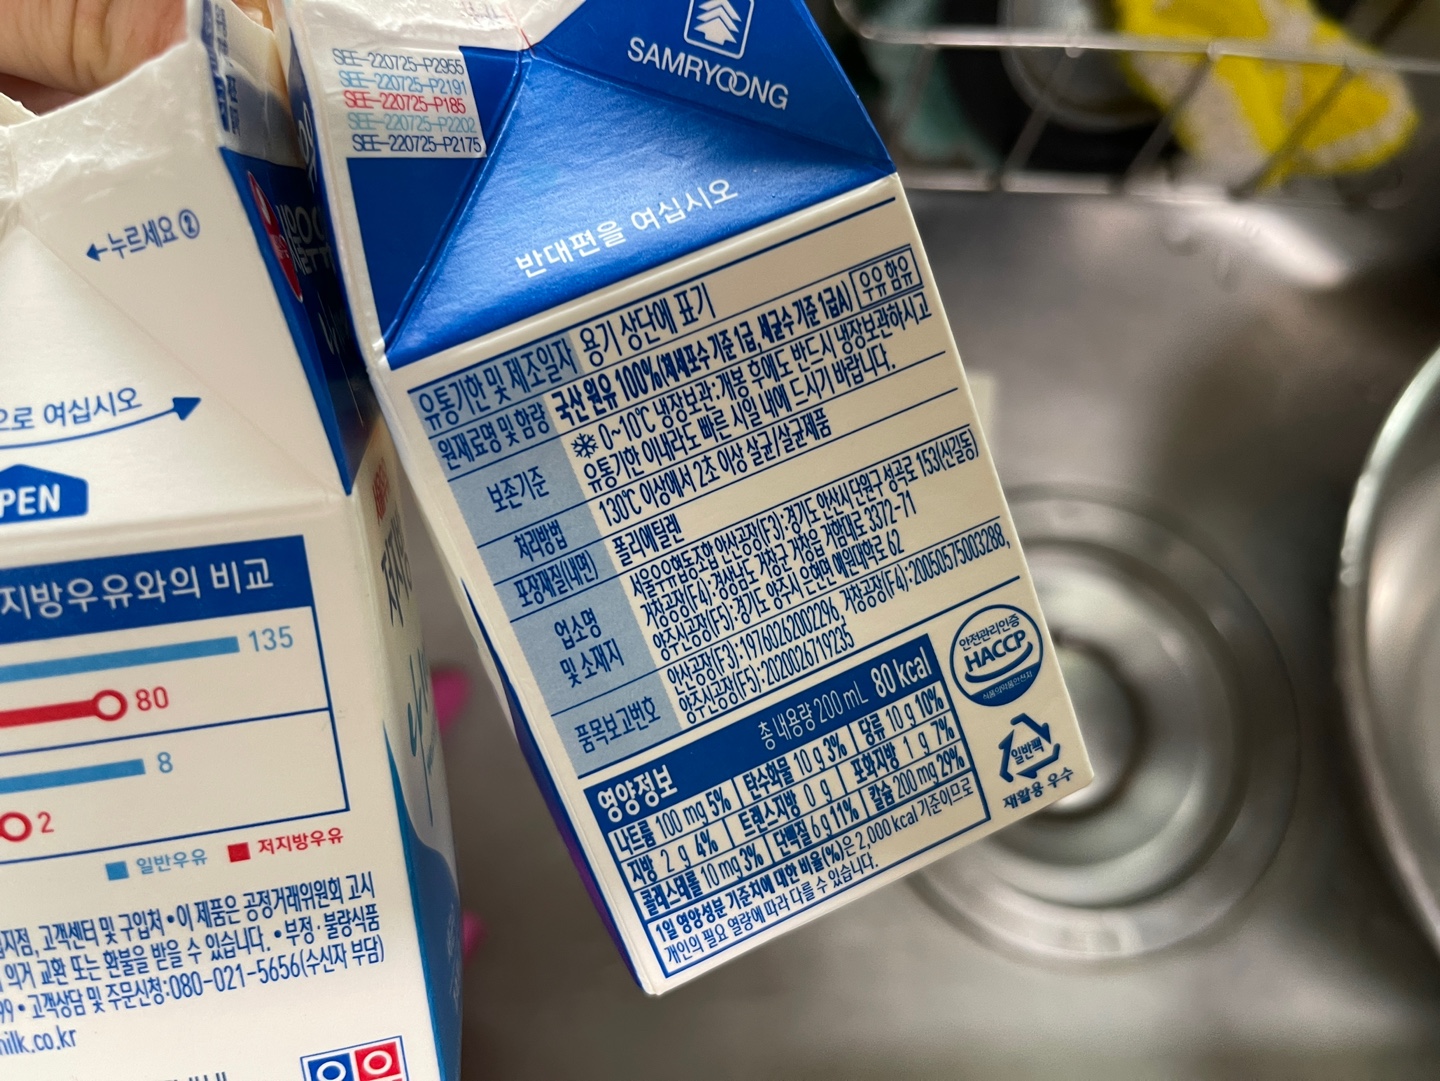 SAMRYOONG
SEE-220725-P2955
SEE-220725-P2191
SEE-220725-P185
SEE-220725-P2202
SEE-220725-P2175
반대편을 여십시오
유통기한 및 제조일자 용기 상단에 표기
원재료명 및 함량 국산 원유 100%(체세포수 기준 1급, 세균수 기준 1급A) 우유 함유
보존기준 0~10℃ 냉장보관: 개봉 후에도 반드시 냉장보관하시고
유통기한 이내라도 빠른 시일 내에 드시기 바랍니다.
처리방법 130℃ 이상에서 2초 이상 살균/살균제품
포장재질(내면) 폴리에틸렌
업소명 및 소재지 서울우유협동조합 안산공장(F3):경기도 안산시 단원구 성곡로 153(신길동)
거창공장(F4):경상남도 거창군 거창읍 거함대로 3372-71
양주신공장(F5):경기도 양주시 은현면 예원대학로 62
품목보고번호 안산공장(F3):19760262002296, 거창공장(F4):20050575003288,
양주신공장(F5):2020026719235
영양정보 총 내용량 200 mL 80 kcal
나트륨 100 mg 5% 탄수화물 10 g 3% 당류 10 g 10%
지방 2 g 4% 트랜스지방 0 g 포화지방 1 g 7%
콜레스테롤 10 mg 3% 단백질 6 g 11% 칼슘 200 mg 29%
1일 영양성분 기준치에 대한 비율(%)은 2,000 kcal 기준이므로
개인의 필요 열량에 따라 다를 수 있습니다.
안전관리인증
HACCP
식품의약품안전처
일반팩
재활용 우수
누르세요 ②
으로 여십시오
PEN
지방우유와의 비교
135
80
8
2
일반우유 저지방우유
고객센터 및 구입처 • 이 제품은 공정거래위원회 고시
의거 교환 또는 환불을 받을 수 있습니다. • 부정·불량식품
99 • 고객상담 및 주문신청:080-021-5656(수신자 부담)
milk.co.kr